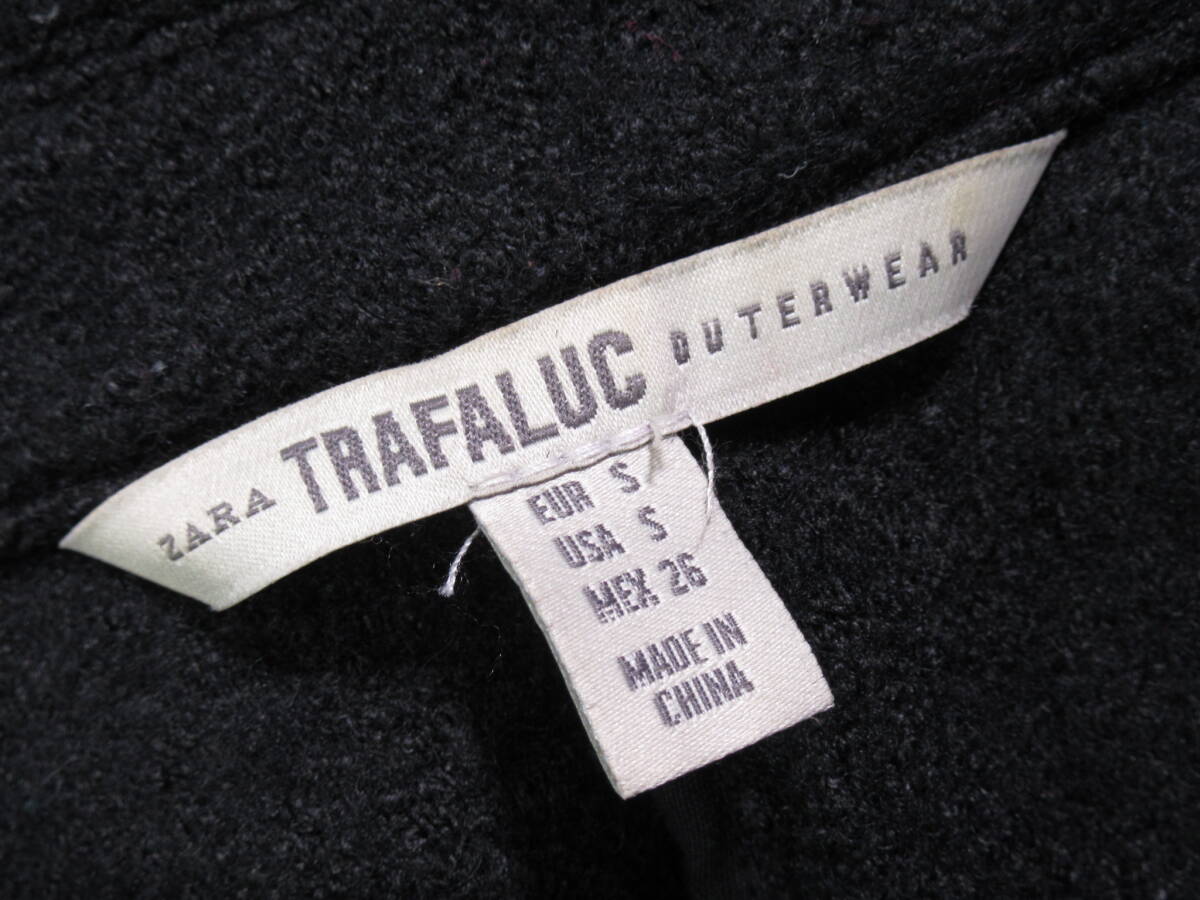 ZARA TRAFALUC OUTERWEAR
EUR S
USA S
MEX 26
MADE IN
CHINA